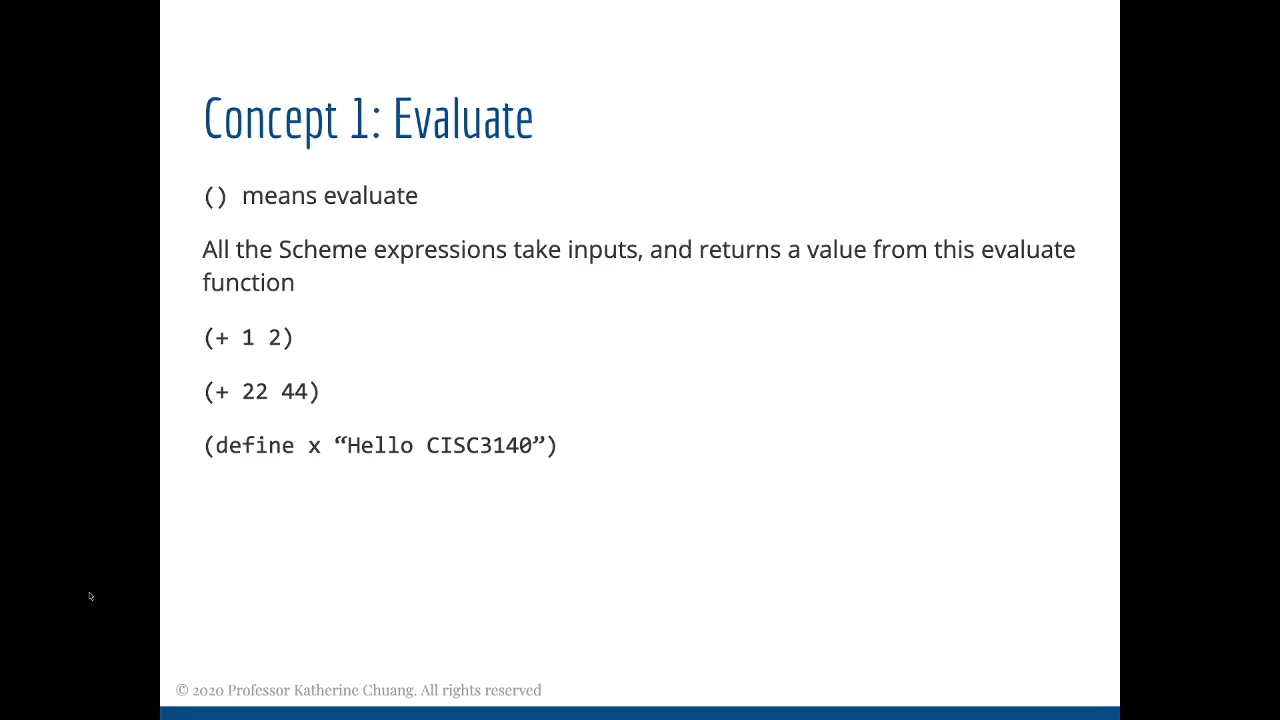 Concept 1: Evaluate
() means evaluate
All the Scheme expressions take inputs, and returns a value from this evaluate
function
(+ 1 2)
(+ 22 44)
(define x “Hello CISC3140”)
© 2020 Professor Katherine Chuang. All rights reserved